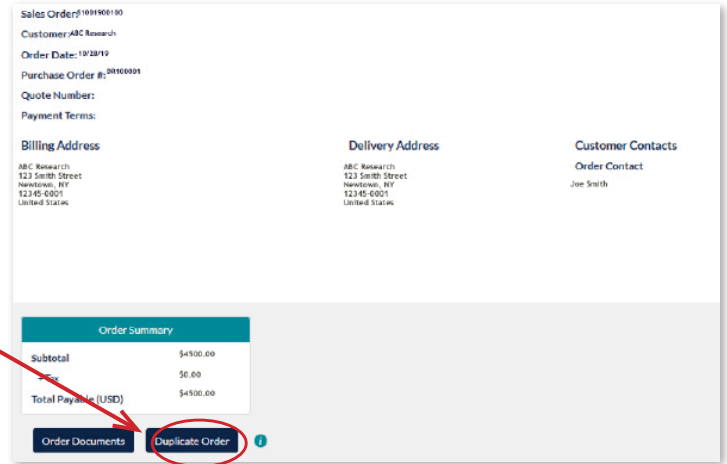 Sales Order:51001900100
Customer:ABC Research
Order Date: 10/28/19
Purchase Order #:DR100001
Quote Number:
Payment Terms:
Billing Address
ABC Research
123 Smith Street
Newtown, NY
12345-0001
United States
Delivery Address
ABC Research
123 Smith Street
Newtown, NY
12345-0001
United States
Customer Contacts
Order Contact
Joe Smith
Order Summary
Subtotal $4500.00
+ Tax $0.00
Total Payable (USD) $4500.00
Order Documents Duplicate Order i